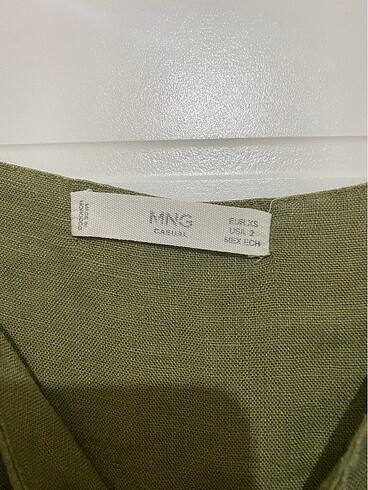 MADE IN
MOROCCO
MNG
CASUAL
EUR XS
USA 2
MEX ECH